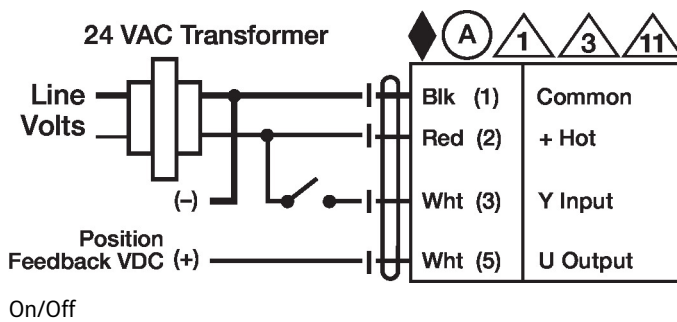 24 VAC Transformer
A 1 3 11
Line
Volts
Blk (1) Common
Red (2) + Hot
(–)
Wht (3) Y Input
Position
Feedback VDC (+)
Wht (5) U Output
On/Off